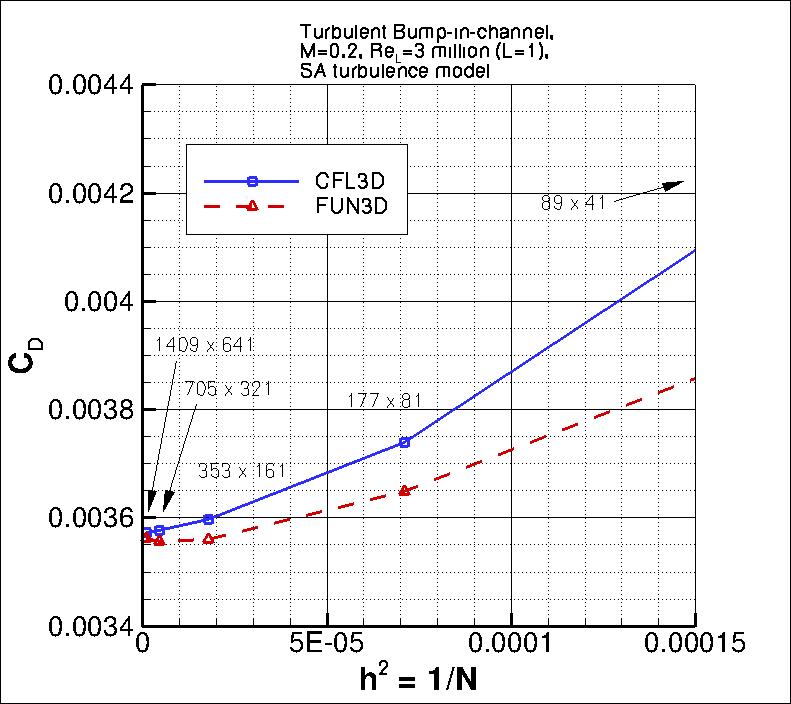 Turbulent Bump-in-channel,
M=0.2, Re_L=3 million (L=1),
SA turbulence model
0.0044
0.0042
0.004
0.0038
0.0036
0.0034
C_D
CFL3D
FUN3D
89 x 41
1409 x 641
705 x 321
177 x 81
353 x 161
0
5E-05
0.0001
0.00015
h² = 1/N